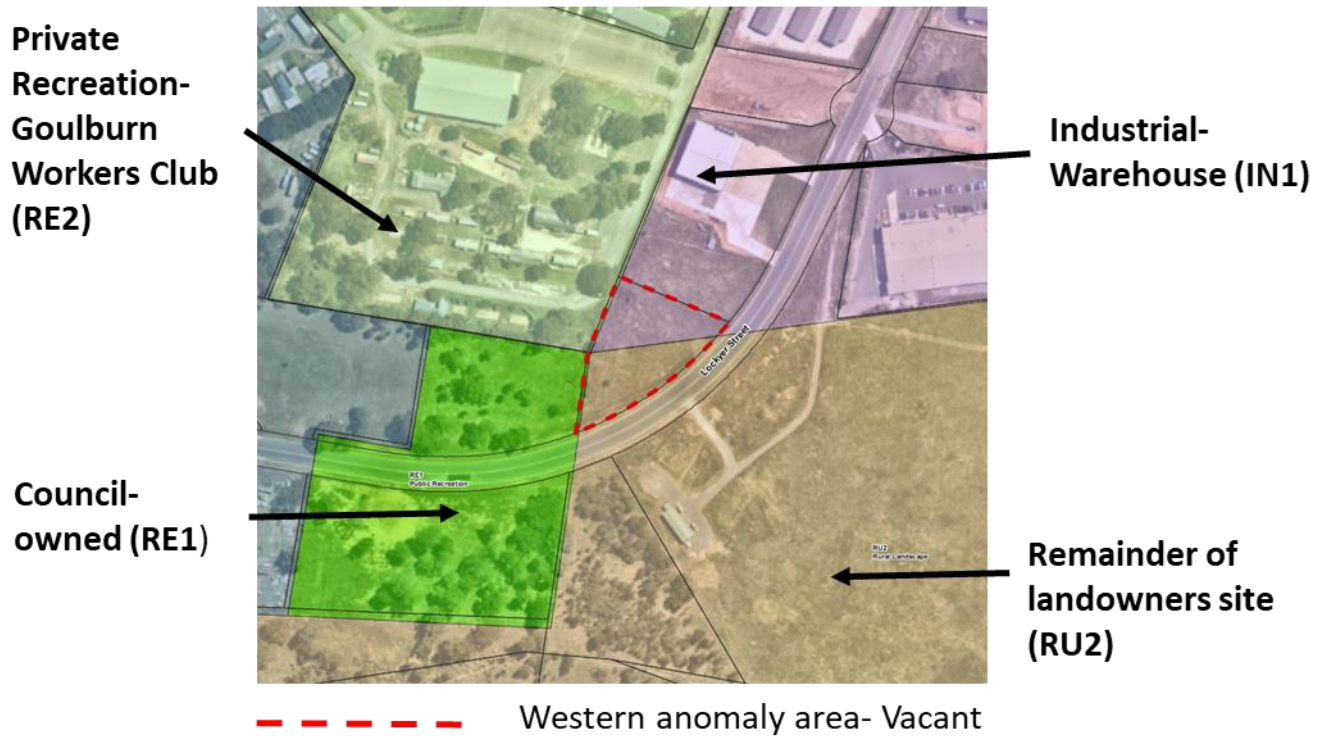 Private
Recreation-
Goulburn
Workers Club
(RE2)
Industrial-
Warehouse (IN1)
Lockyer Street
RE1
Public Recreation
Council-
owned (RE1)
RU2
Rural Landscape
Remainder of
landowners site
(RU2)
Western anomaly area- Vacant